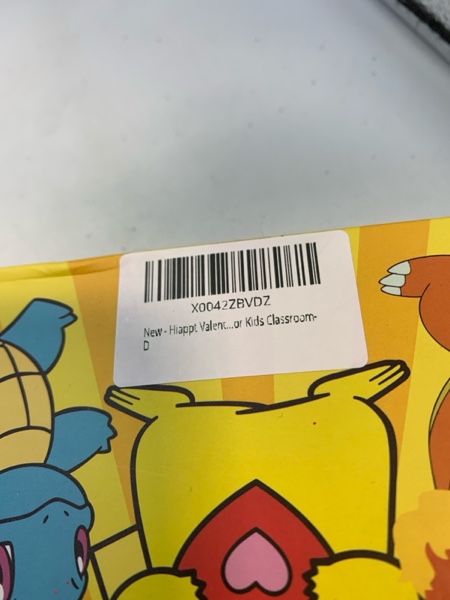 X0042ZBVDZ
New - Hiappt Valent...or Kids Classroom-
D